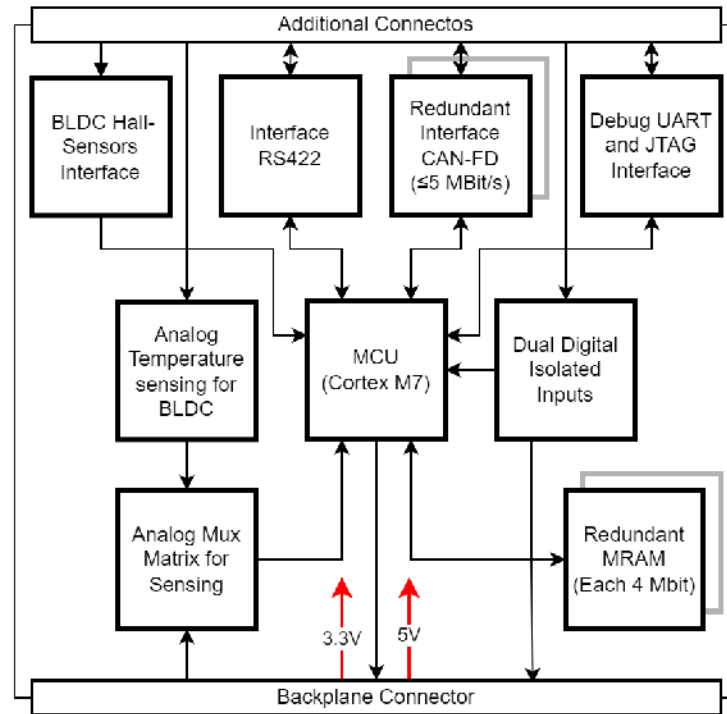 Additional Connectos
BLDC Hall-
Sensors
Interface
Interface
RS422
Redundant
Interface
CAN-FD
(≤5 MBit/s)
Debug UART
and JTAG
Interface
Analog
Temperature
sensing for
BLDC
MCU
(Cortex M7)
Dual Digital
Isolated
Inputs
Analog Mux
Matrix for
Sensing
Redundant
MRAM
(Each 4 Mbit)
3.3V
5V
Backplane Connector